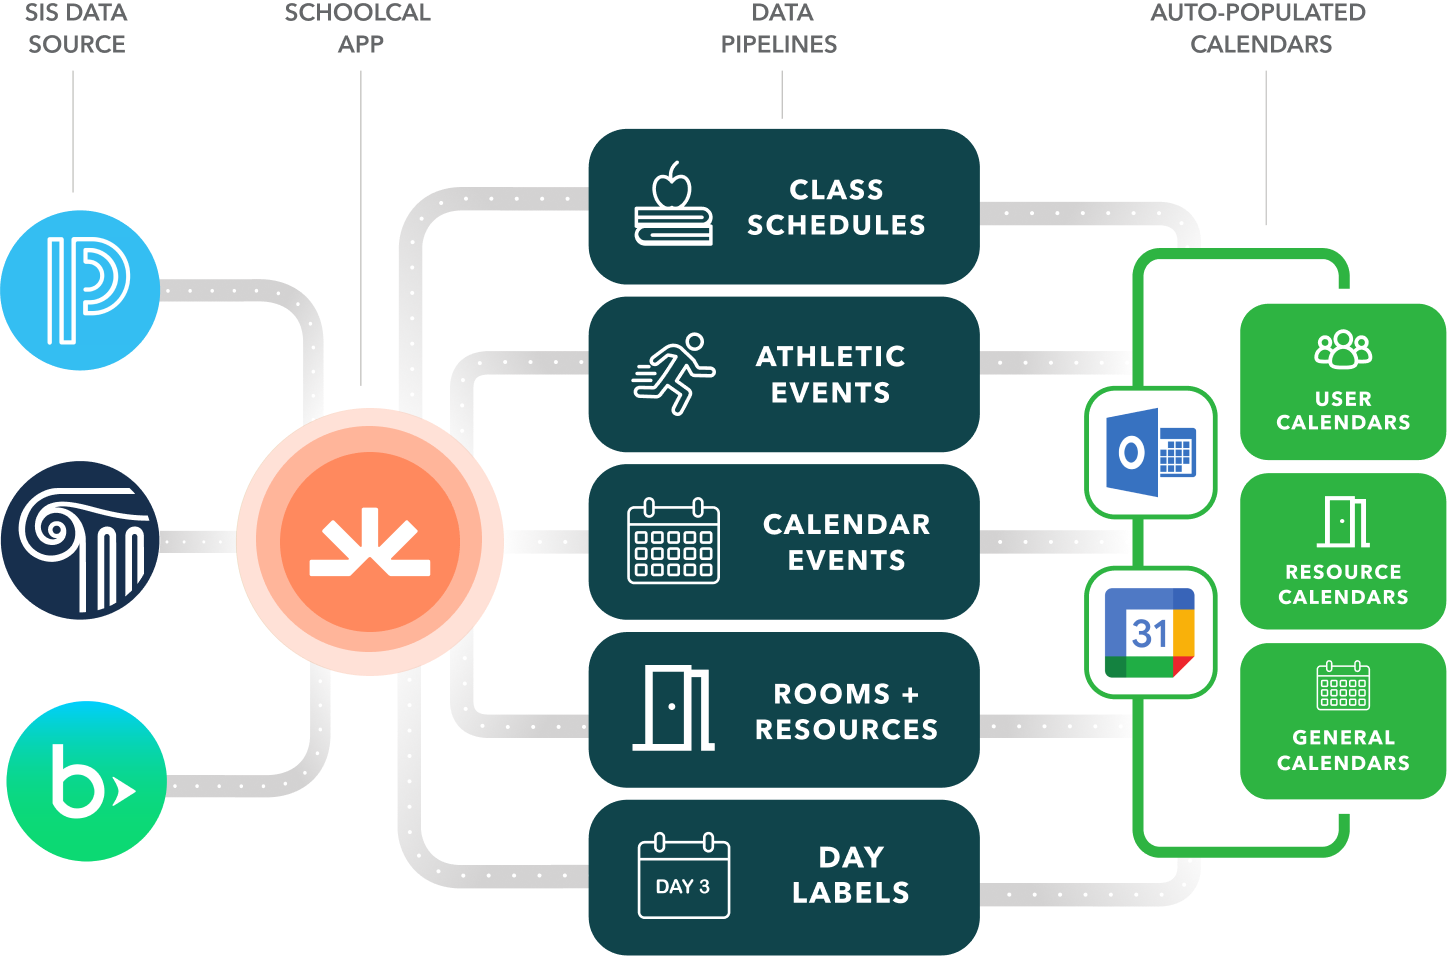 SIS DATA
SOURCE
SCHOOLCAL
APP
DATA
PIPELINES
AUTO-POPULATED
CALENDARS
CLASS
SCHEDULES
ATHLETIC
EVENTS
CALENDAR
EVENTS
ROOMS +
RESOURCES
DAY 3
DAY
LABELS
O
31
USER
CALENDARS
RESOURCE
CALENDARS
GENERAL
CALENDARS
P
b